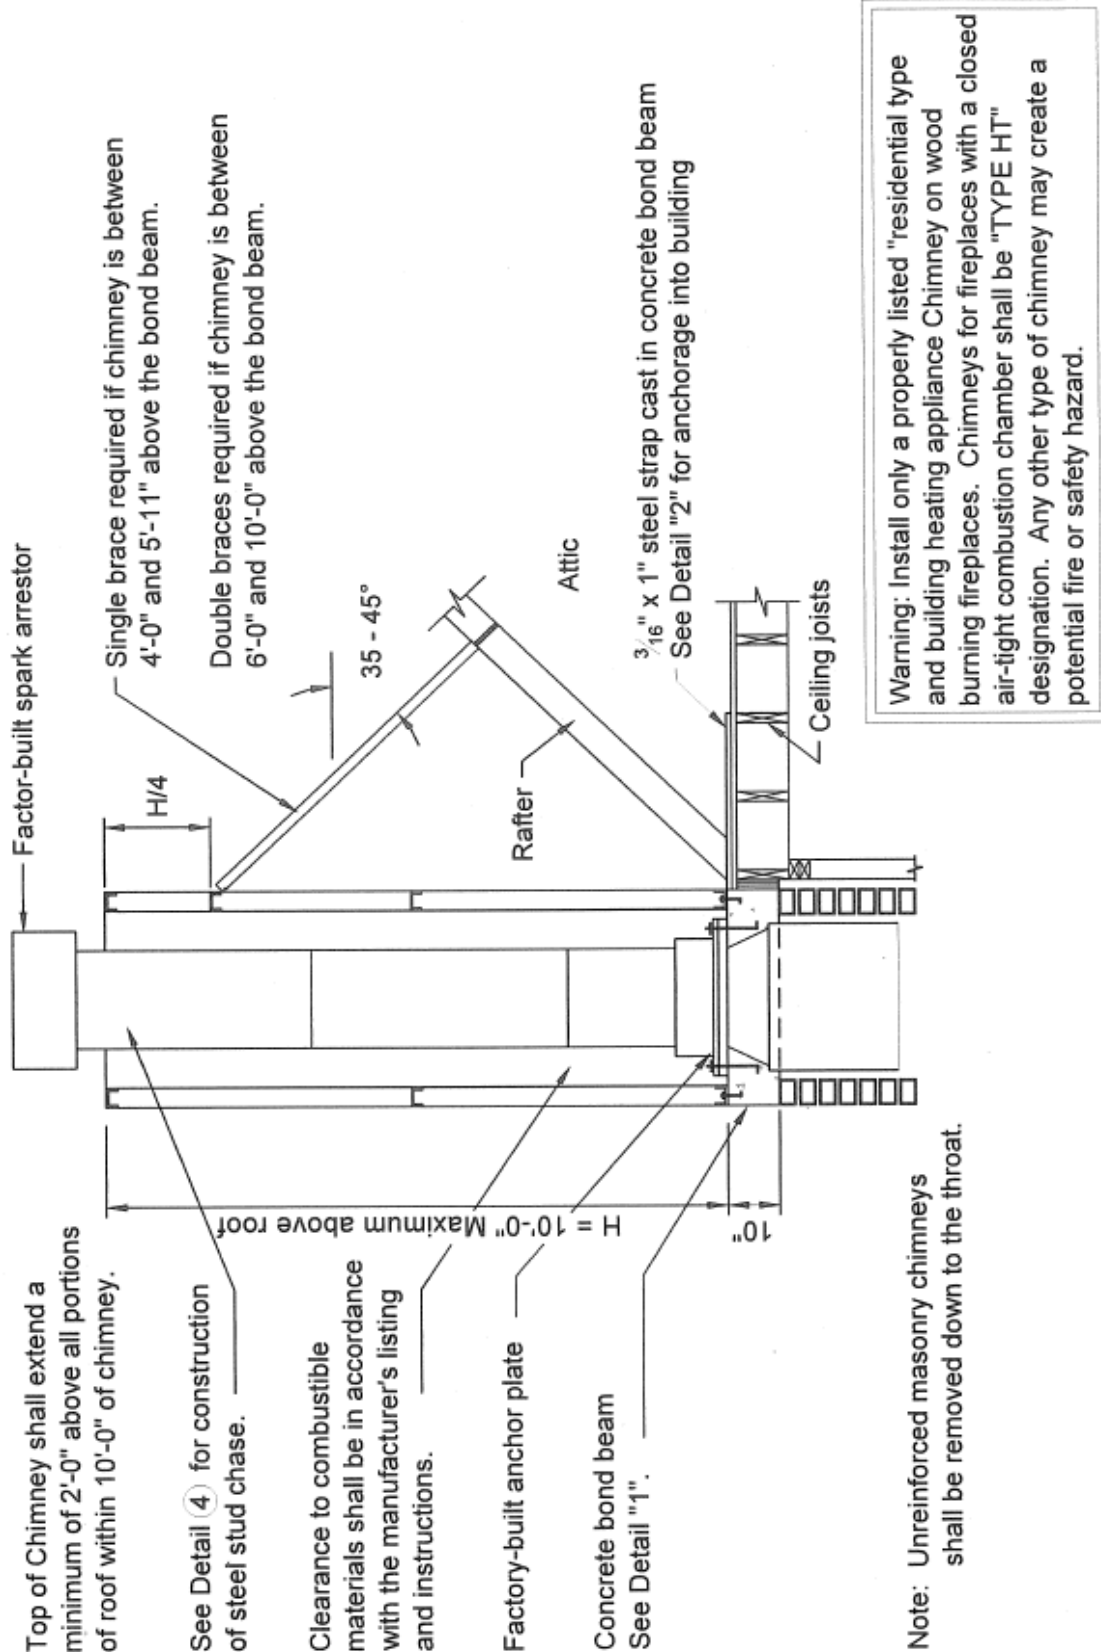 Factor-built spark arrestor
Top of Chimney shall extend a
minimum of 2'-0" above all portions
of roof within 10'-0" of chimney.
See Detail 4 for construction
of steel stud chase.
Clearance to combustible
materials shall be in accordance
with the manufacturer's listing
and instructions.
Factory-built anchor plate
Concrete bond beam
See Detail "1".
H = 10'-0" Maximum above roof
10"
H/4
Single brace required if chimney is between
4'-0" and 5'-11" above the bond beam.
Double braces required if chimney is between
6'-0" and 10'-0" above the bond beam.
35 - 45°
Rafter
Attic
3/16" x 1" steel strap cast in concrete bond beam
See Detail "2" for anchorage into building
Ceiling joists
Note: Unreinforced masonry chimneys
shall be removed down to the throat.
Warning: Install only a properly listed "residential type
and building heating appliance Chimney on wood
burning fireplaces. Chimneys for fireplaces with a closed
air-tight combustion chamber shall be "TYPE HT"
designation. Any other type of chimney may create a
potential fire or safety hazard.